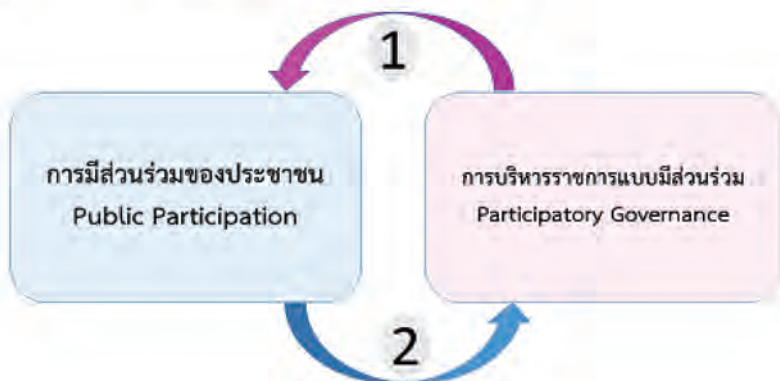 1
การมีส่วนร่วมของประชาชน
Public Participation
การบริหารราชการแบบมีส่วนร่วม
Participatory Governance
2